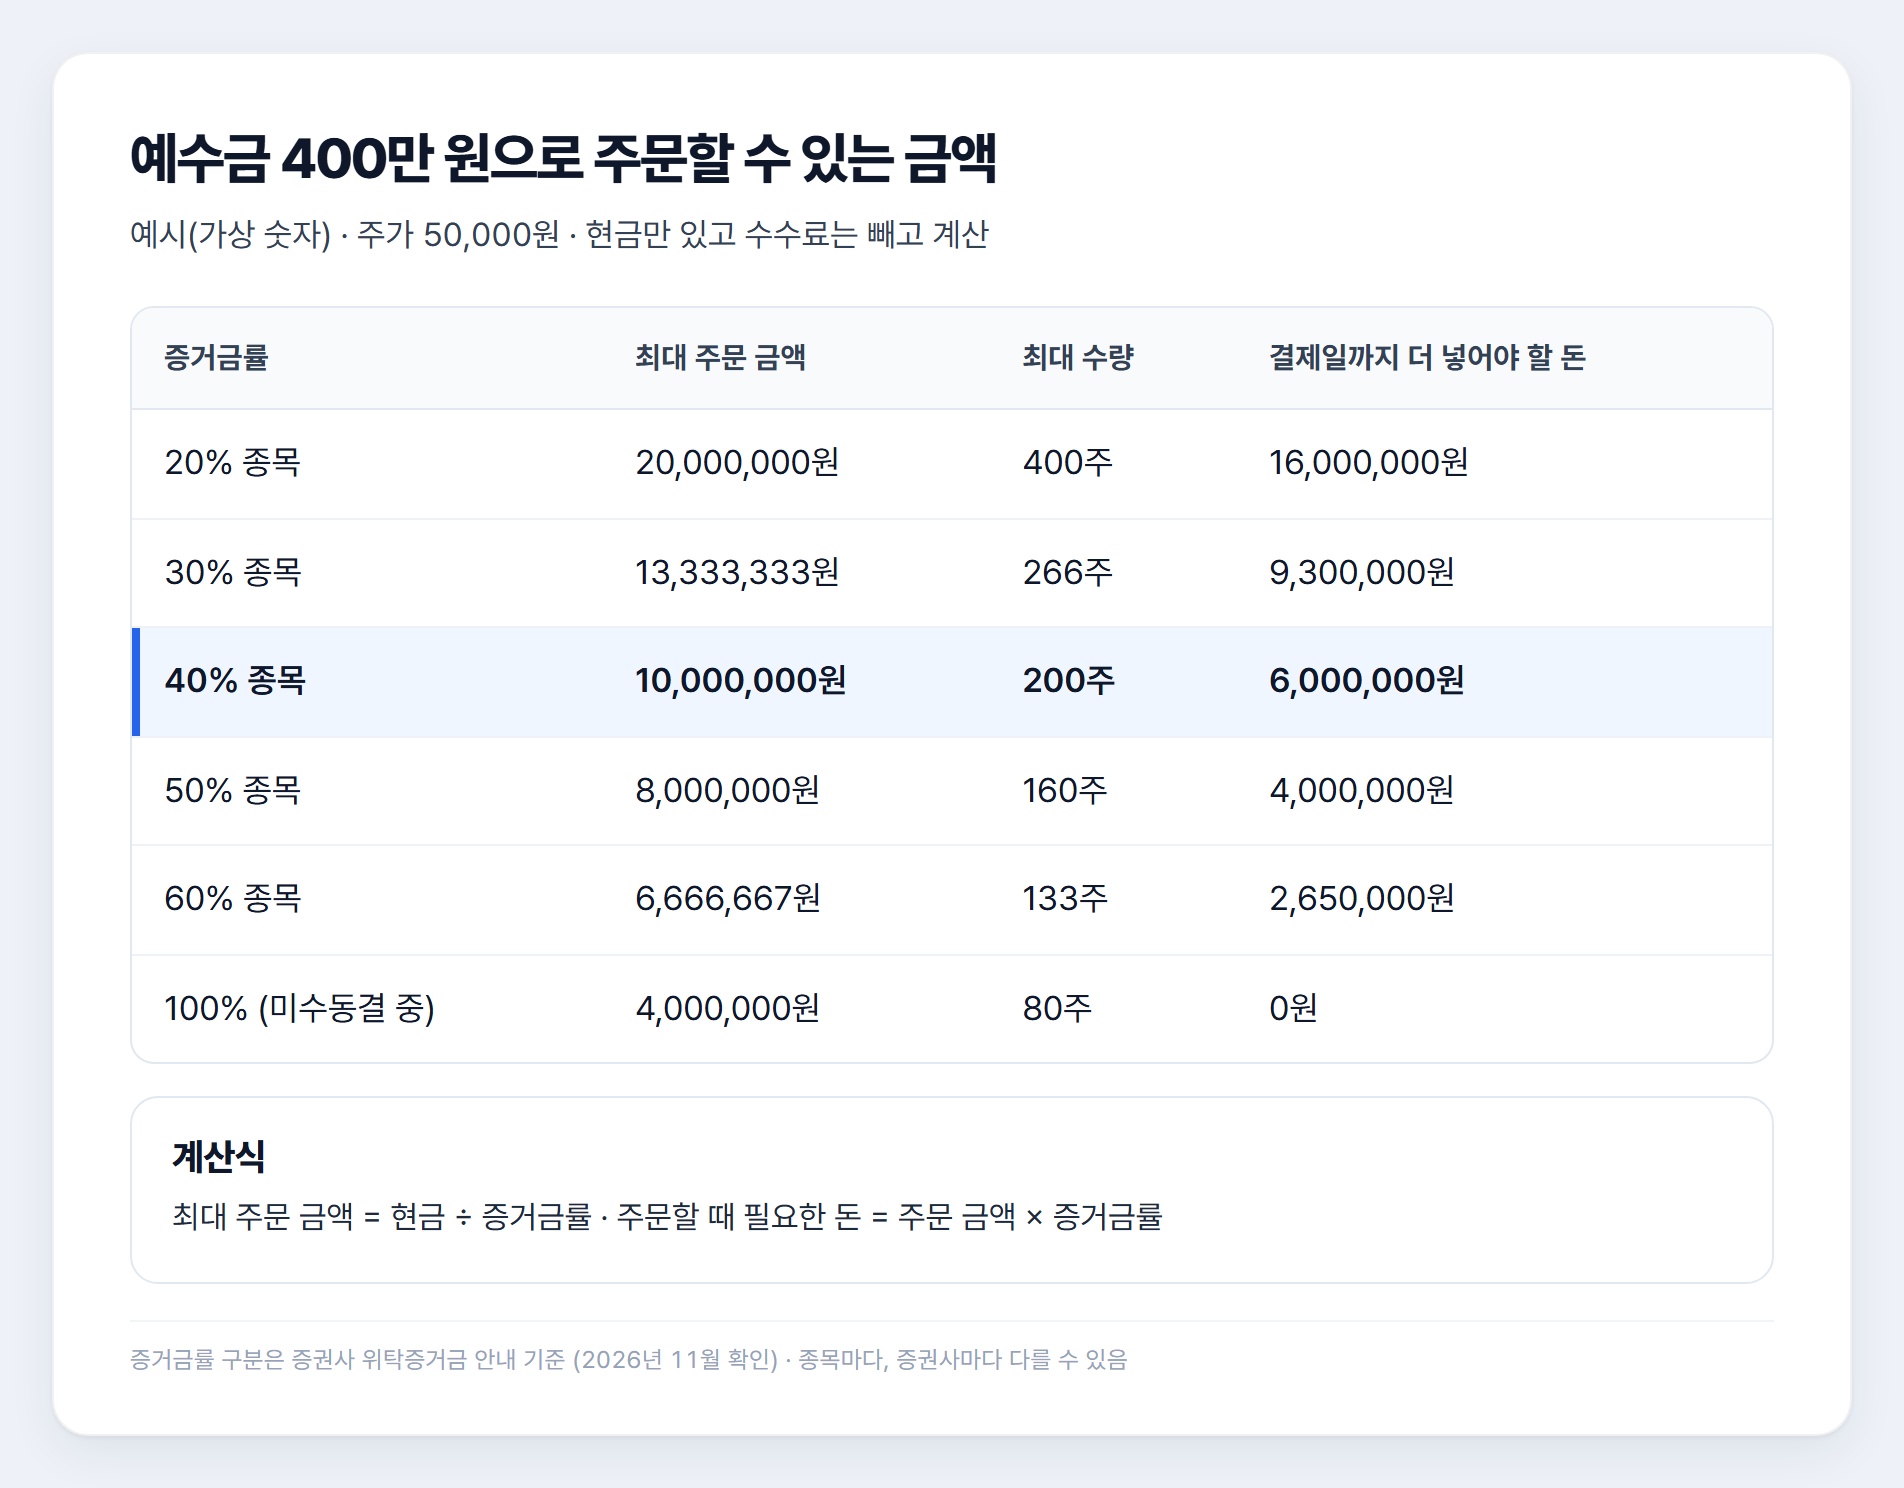 예수금 400만 원으로 주문할 수 있는 금액
예시(가상 숫자) · 주가 50,000원 · 현금만 있고 수수료는 빼고 계산
증거금률 최대 주문 금액 최대 수량 결제일까지 더 넣어야 할 돈
20% 종목 20,000,000원 400주 16,000,000원
30% 종목 13,333,333원 266주 9,300,000원
40% 종목 10,000,000원 200주 6,000,000원
50% 종목 8,000,000원 160주 4,000,000원
60% 종목 6,666,667원 133주 2,650,000원
100% (미수동결 중) 4,000,000원 80주 0원
계산식
최대 주문 금액 = 현금 ÷ 증거금률 · 주문할 때 필요한 돈 = 주문 금액 × 증거금률
증거금률 구분은 증권사 위탁증거금 안내 기준 (2026년 11월 확인) · 종목마다, 증권사마다 다를 수 있음